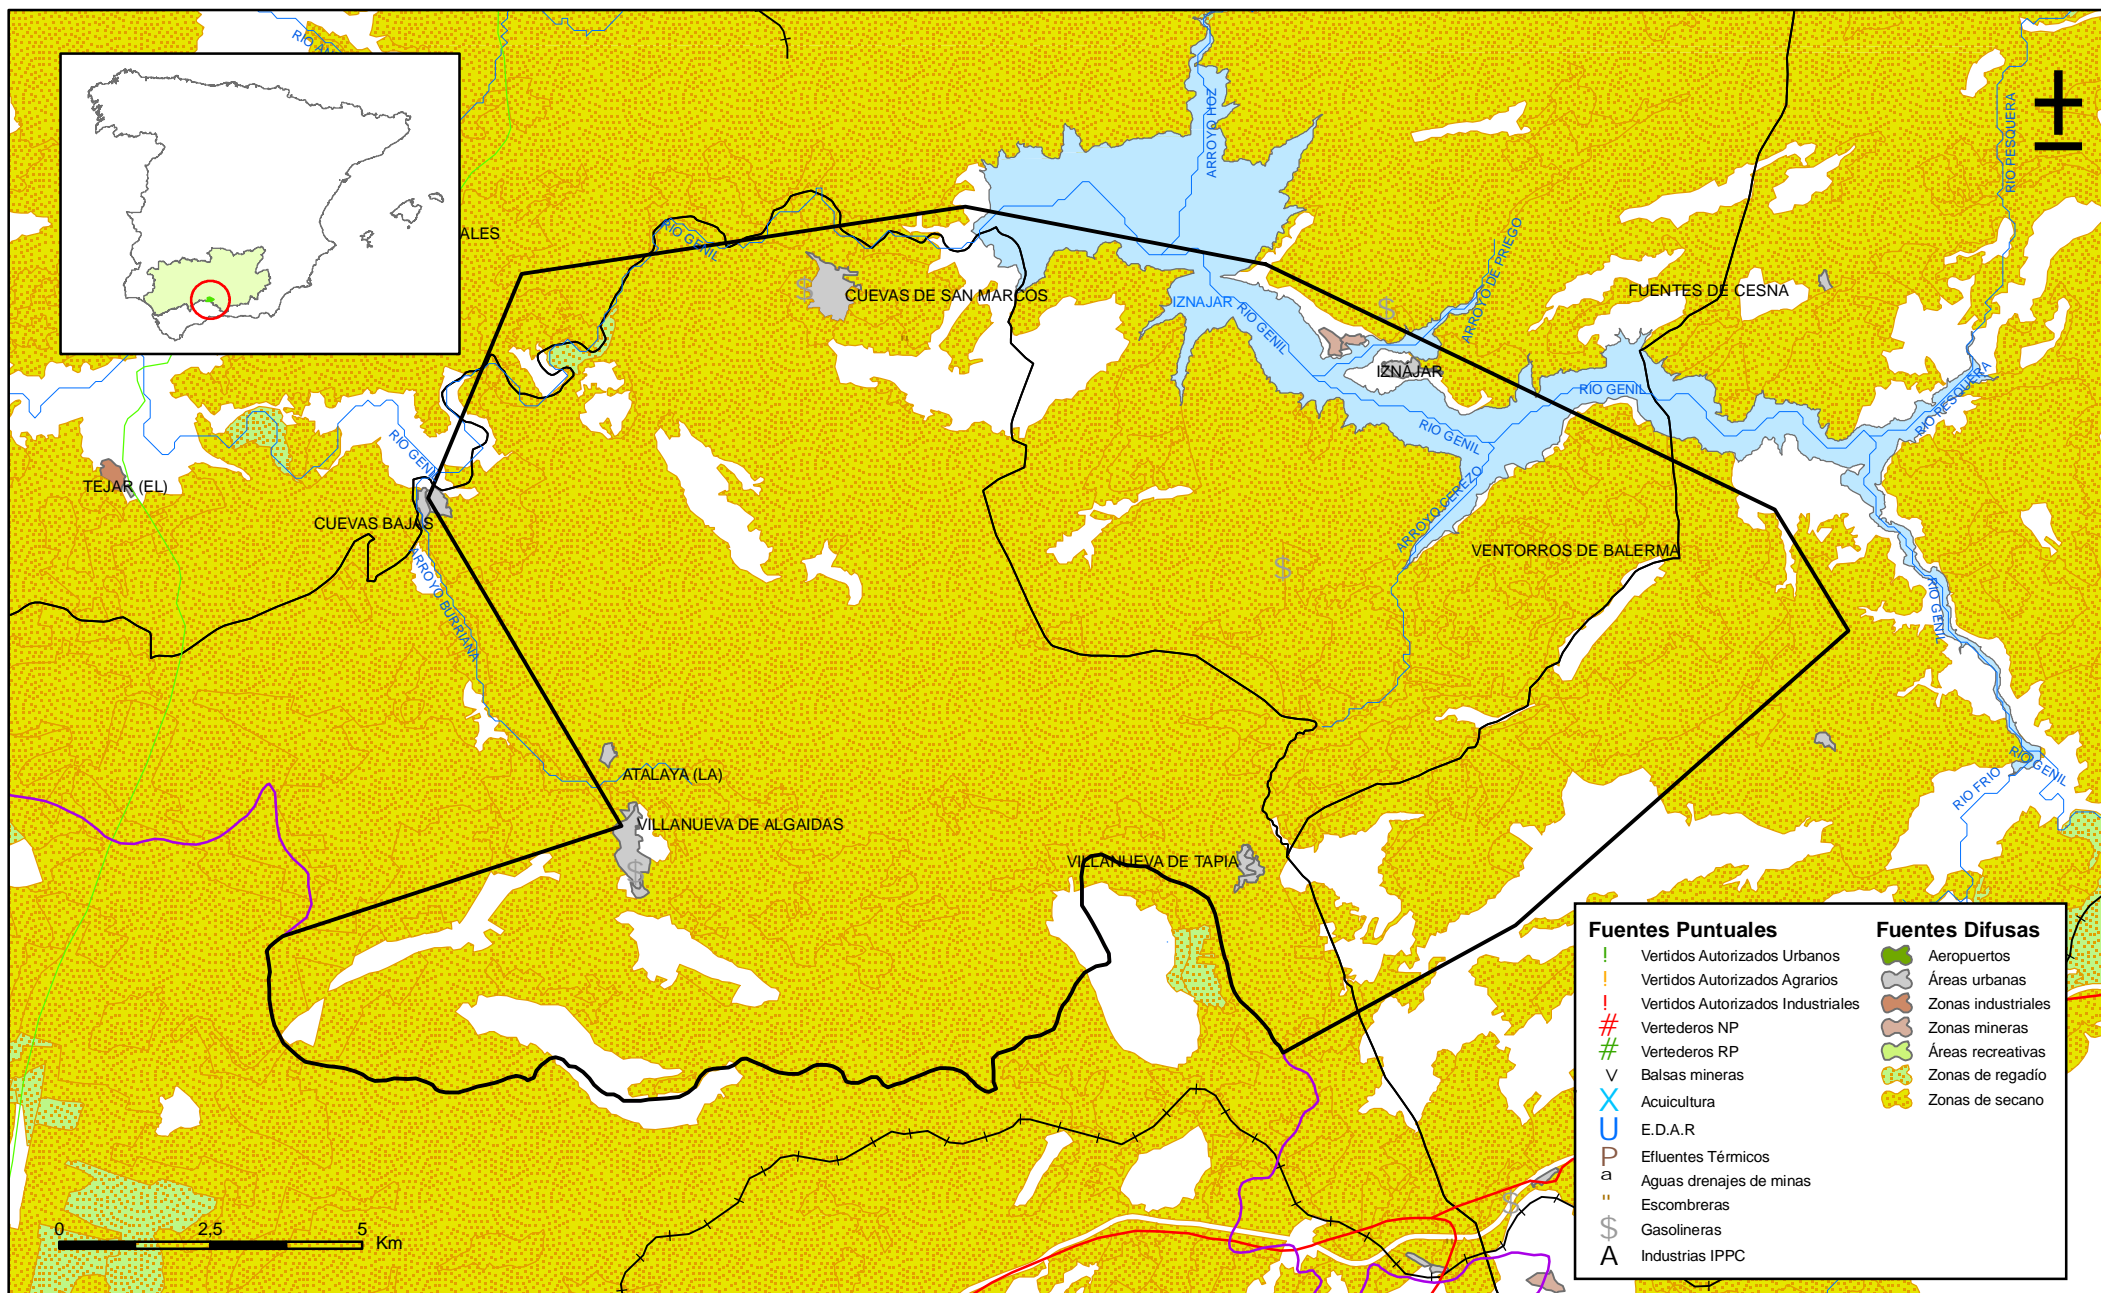 RIO AN
ALES
ARROYO HOZ
RIO PESQUERA
RIO GENIL
CUEVAS DE SAN MARCOS
IZNAJAR
RIO GENIL
ARROYO DE PRIEGO
FUENTES DE CESNA
IZNÁJAR
RIO GENIL
RIO PESQUERA
RIO GENIL
RIO GENIL
TEJAR (EL)
CUEVAS BAJAS
ARROYO CEREZO
VENTORROS DE BALERMA
ARROYO BURRIANA
RIO GENIL
ATALAYA (LA)
RIO GENIL
RIO FRIO
VILLANUEVA DE ALGAIDAS
VILLANUEVA DE TAPIA
Fuentes Puntuales
! Vertidos Autorizados Urbanos
! Vertidos Autorizados Agrarios
! Vertidos Autorizados Industriales
# Vertederos NP
# Vertederos RP
v Balsas mineras
X Acuicultura
U E.D.A.R
P Efluentes Térmicos
a Aguas drenajes de minas
" Escombreras
$ Gasolineras
A Industrias IPPC
Fuentes Difusas
Aeropuertos
Áreas urbanas
Zonas industriales
Zonas mineras
Áreas recreativas
Zonas de regadío
Zonas de secano
0 2,5 5
Km